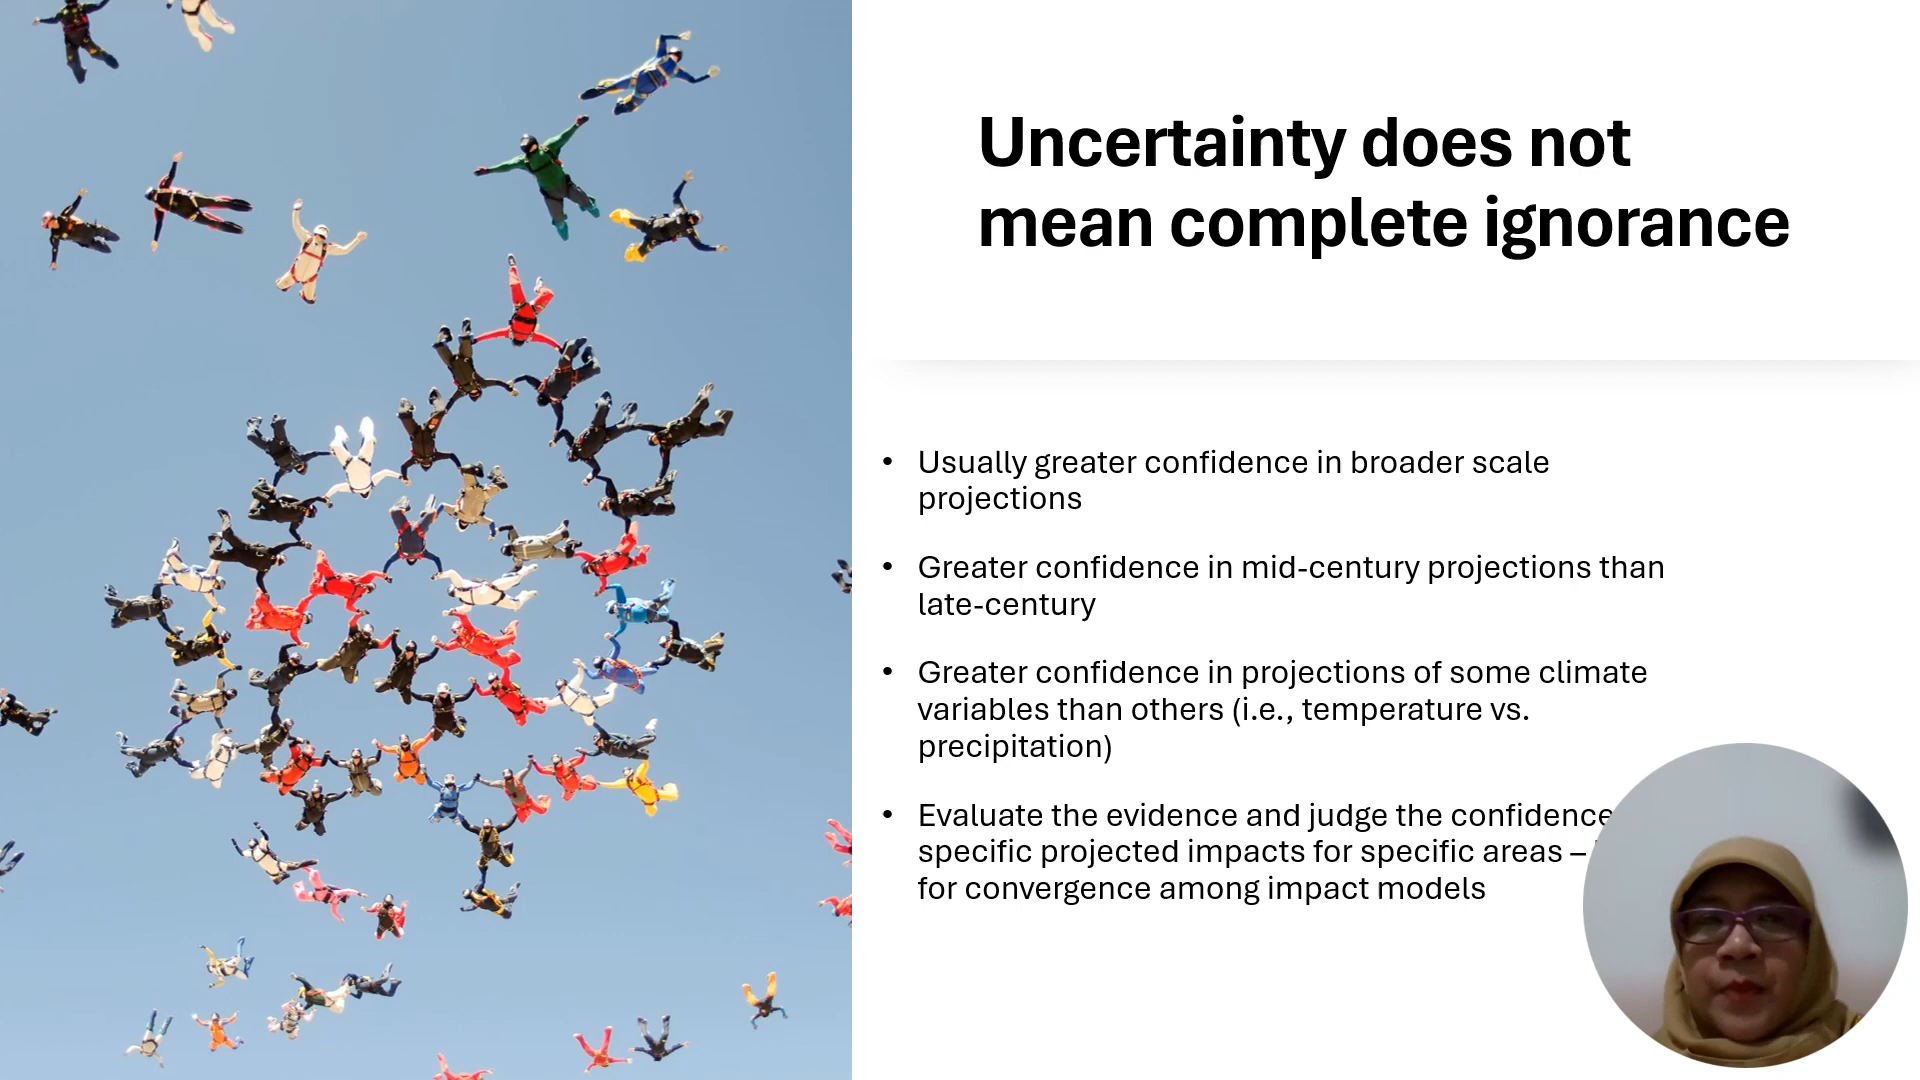 Uncertainty does not
mean complete ignorance
• Usually greater confidence in broader scale
projections
• Greater confidence in mid-century projections than
late-century
• Greater confidence in projections of some climate
variables than others (i.e., temperature vs.
precipitation)
• Evaluate the evidence and judge the confidence
specific projected impacts for specific areas –
for convergence among impact models